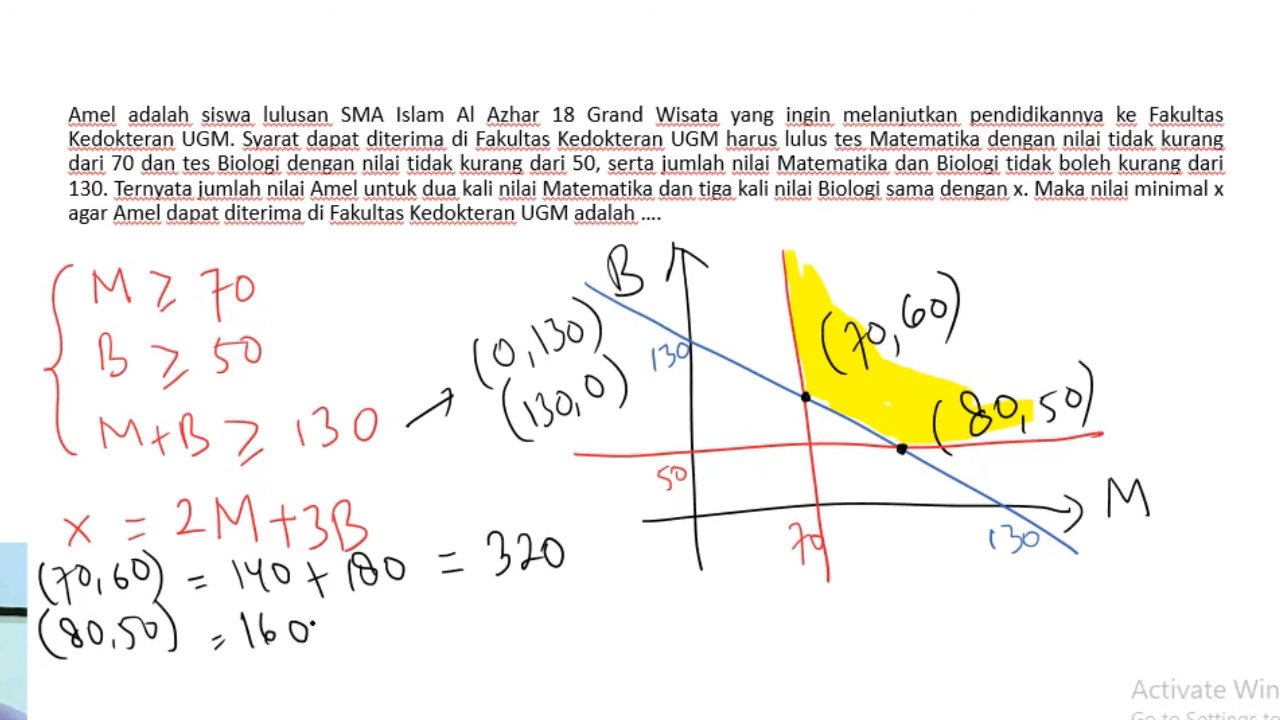 Amel adalah siswa lulusan SMA Islam Al Azhar 18 Grand Wisata yang ingin melanjutkan pendidikannya ke Fakultas
Kedokteran UGM. Syarat dapat diterima di Fakultas Kedokteran UGM harus lulus tes Matematika dengan nilai tidak kurang
dari 70 dan tes Biologi dengan nilai tidak kurang dari 50, serta jumlah nilai Matematika dan Biologi tidak boleh kurang dari
130. Ternyata jumlah nilai Amel untuk dua kali nilai Matematika dan tiga kali nilai Biologi sama dengan x. Maka nilai minimal x
agar Amel dapat diterima di Fakultas Kedokteran UGM adalah ....
M ≥ 70
B ≥ 50
M+B ≥ 130
(0,130)
(130,0)
x = 2M+3B
(70,60) = 140 + 180 = 320
(80,50) = 160
B
130
(70,60)
(80,50)
50
M
70
130
Activate Win
Go to Settings to